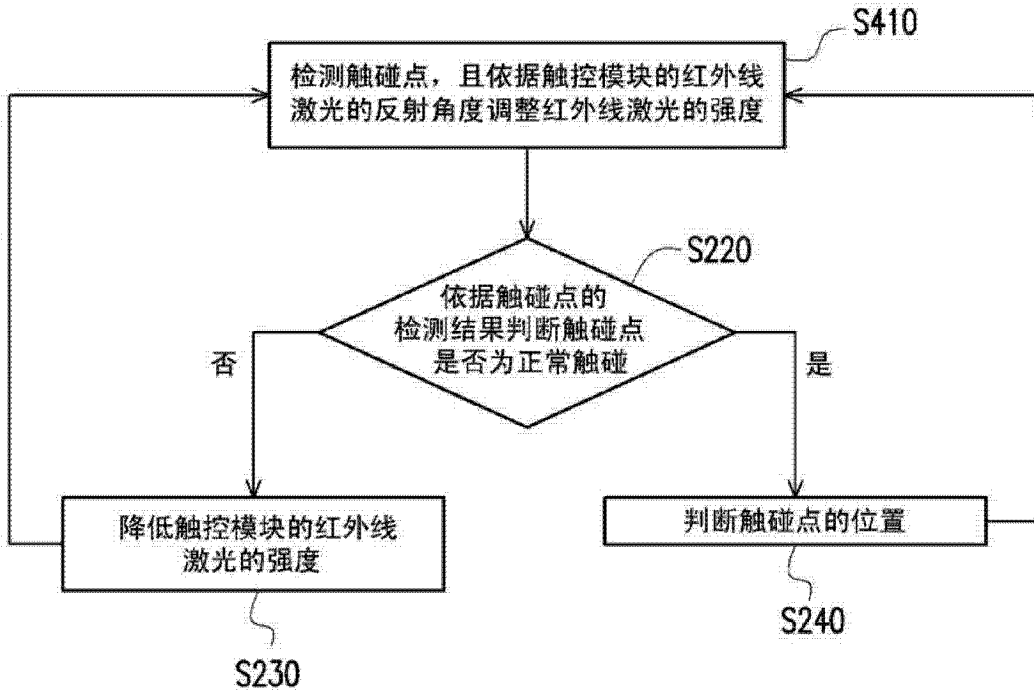 S410
检测触碰点，且依据触控模块的红外线
激光的反射角度调整红外线激光的强度
S220
依据触碰点的
检测结果判断触碰点
是否为正常触碰
否
是
降低触控模块的红外线
激光的强度
判断触碰点的位置
S240
S230